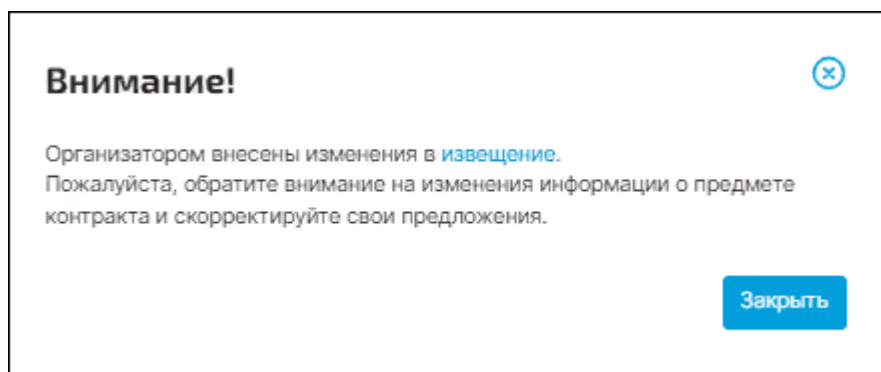 Внимание!
Организатором внесены изменения в извещение.
Пожалуйста, обратите внимание на изменения информации о предмете
контракта и скорректируйте свои предложения.
Закрыть